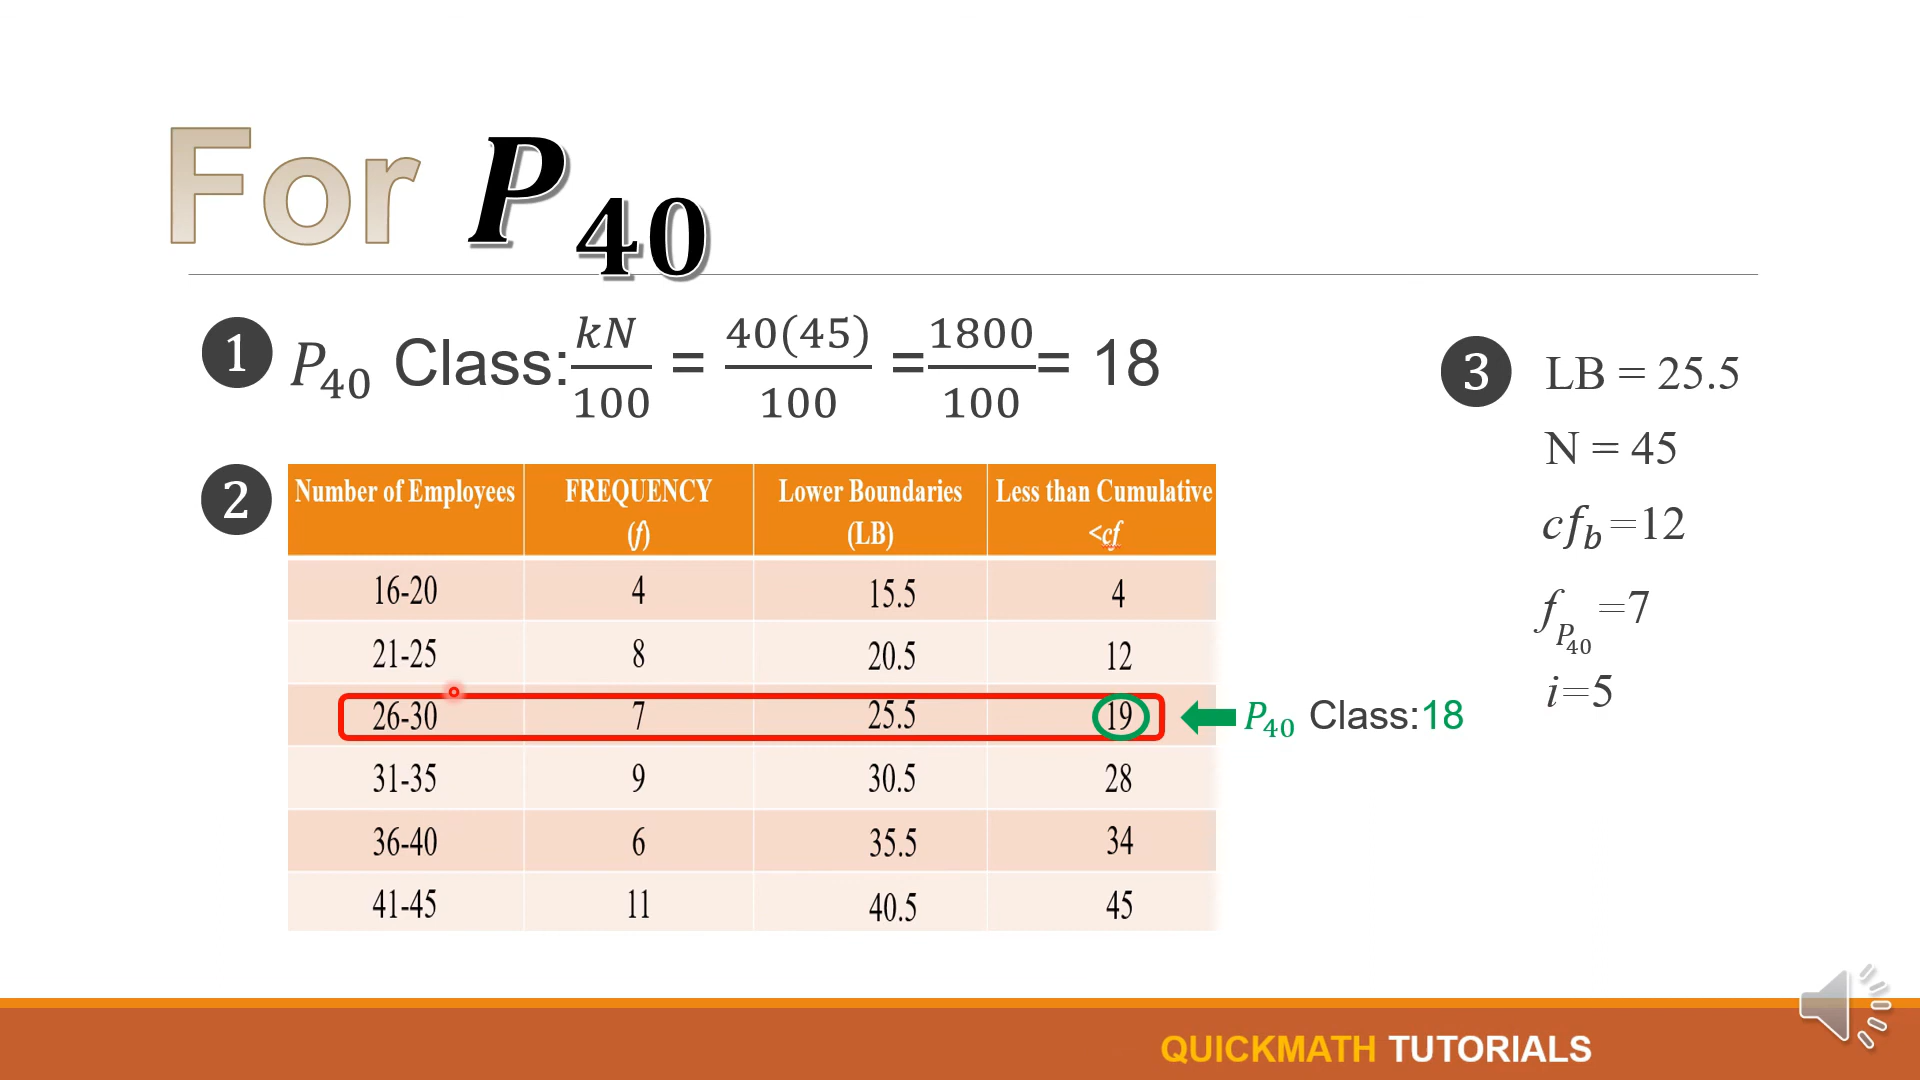 For P₄₀
1 P₄₀ Class: kN/100 = 40(45)/100 = 1800/100 = 18
2
Number of Employees FREQUENCY (f) Lower Boundaries (LB) Less than Cumulative <cf
16-20 4 15.5 4
21-25 8 20.5 12
26-30 7 25.5 19 P₄₀ Class:18
31-35 9 30.5 28
36-40 6 35.5 34
41-45 11 40.5 45
3 LB = 25.5
N = 45
cf_b=12
f_P₄₀=7
i=5
QUICKMATH TUTORIALS